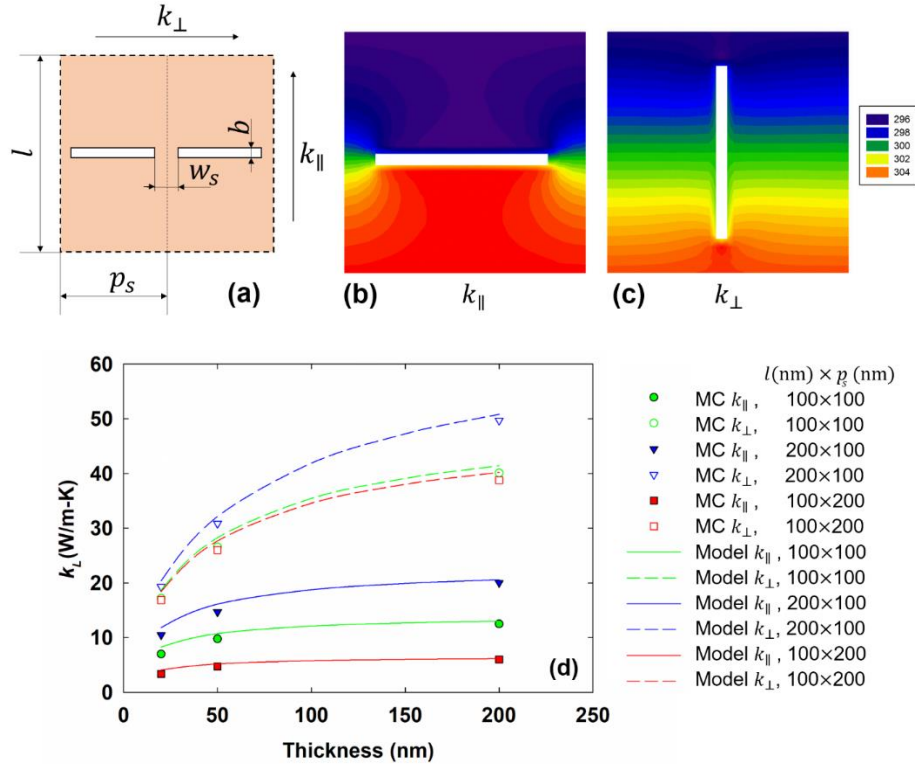 k⊥
l
b
k∥
w_s
p_s
(a)
(b)
k∥
(c)
k⊥
296
298
300
302
304
k_L (W/m-K)
60
50
40
30
20
10
0
0 50 100 150 200 250
Thickness (nm)
(d)
l(nm) × p_s (nm)
MC k∥ , 100×100
MC k⊥, 100×100
MC k∥ , 200×100
MC k⊥, 200×100
MC k∥ , 100×200
MC k⊥, 100×200
Model k∥ , 100×100
Model k⊥, 100×100
Model k∥ , 200×100
Model k⊥, 200×100
Model k∥ , 100×200
Model k⊥, 100×200